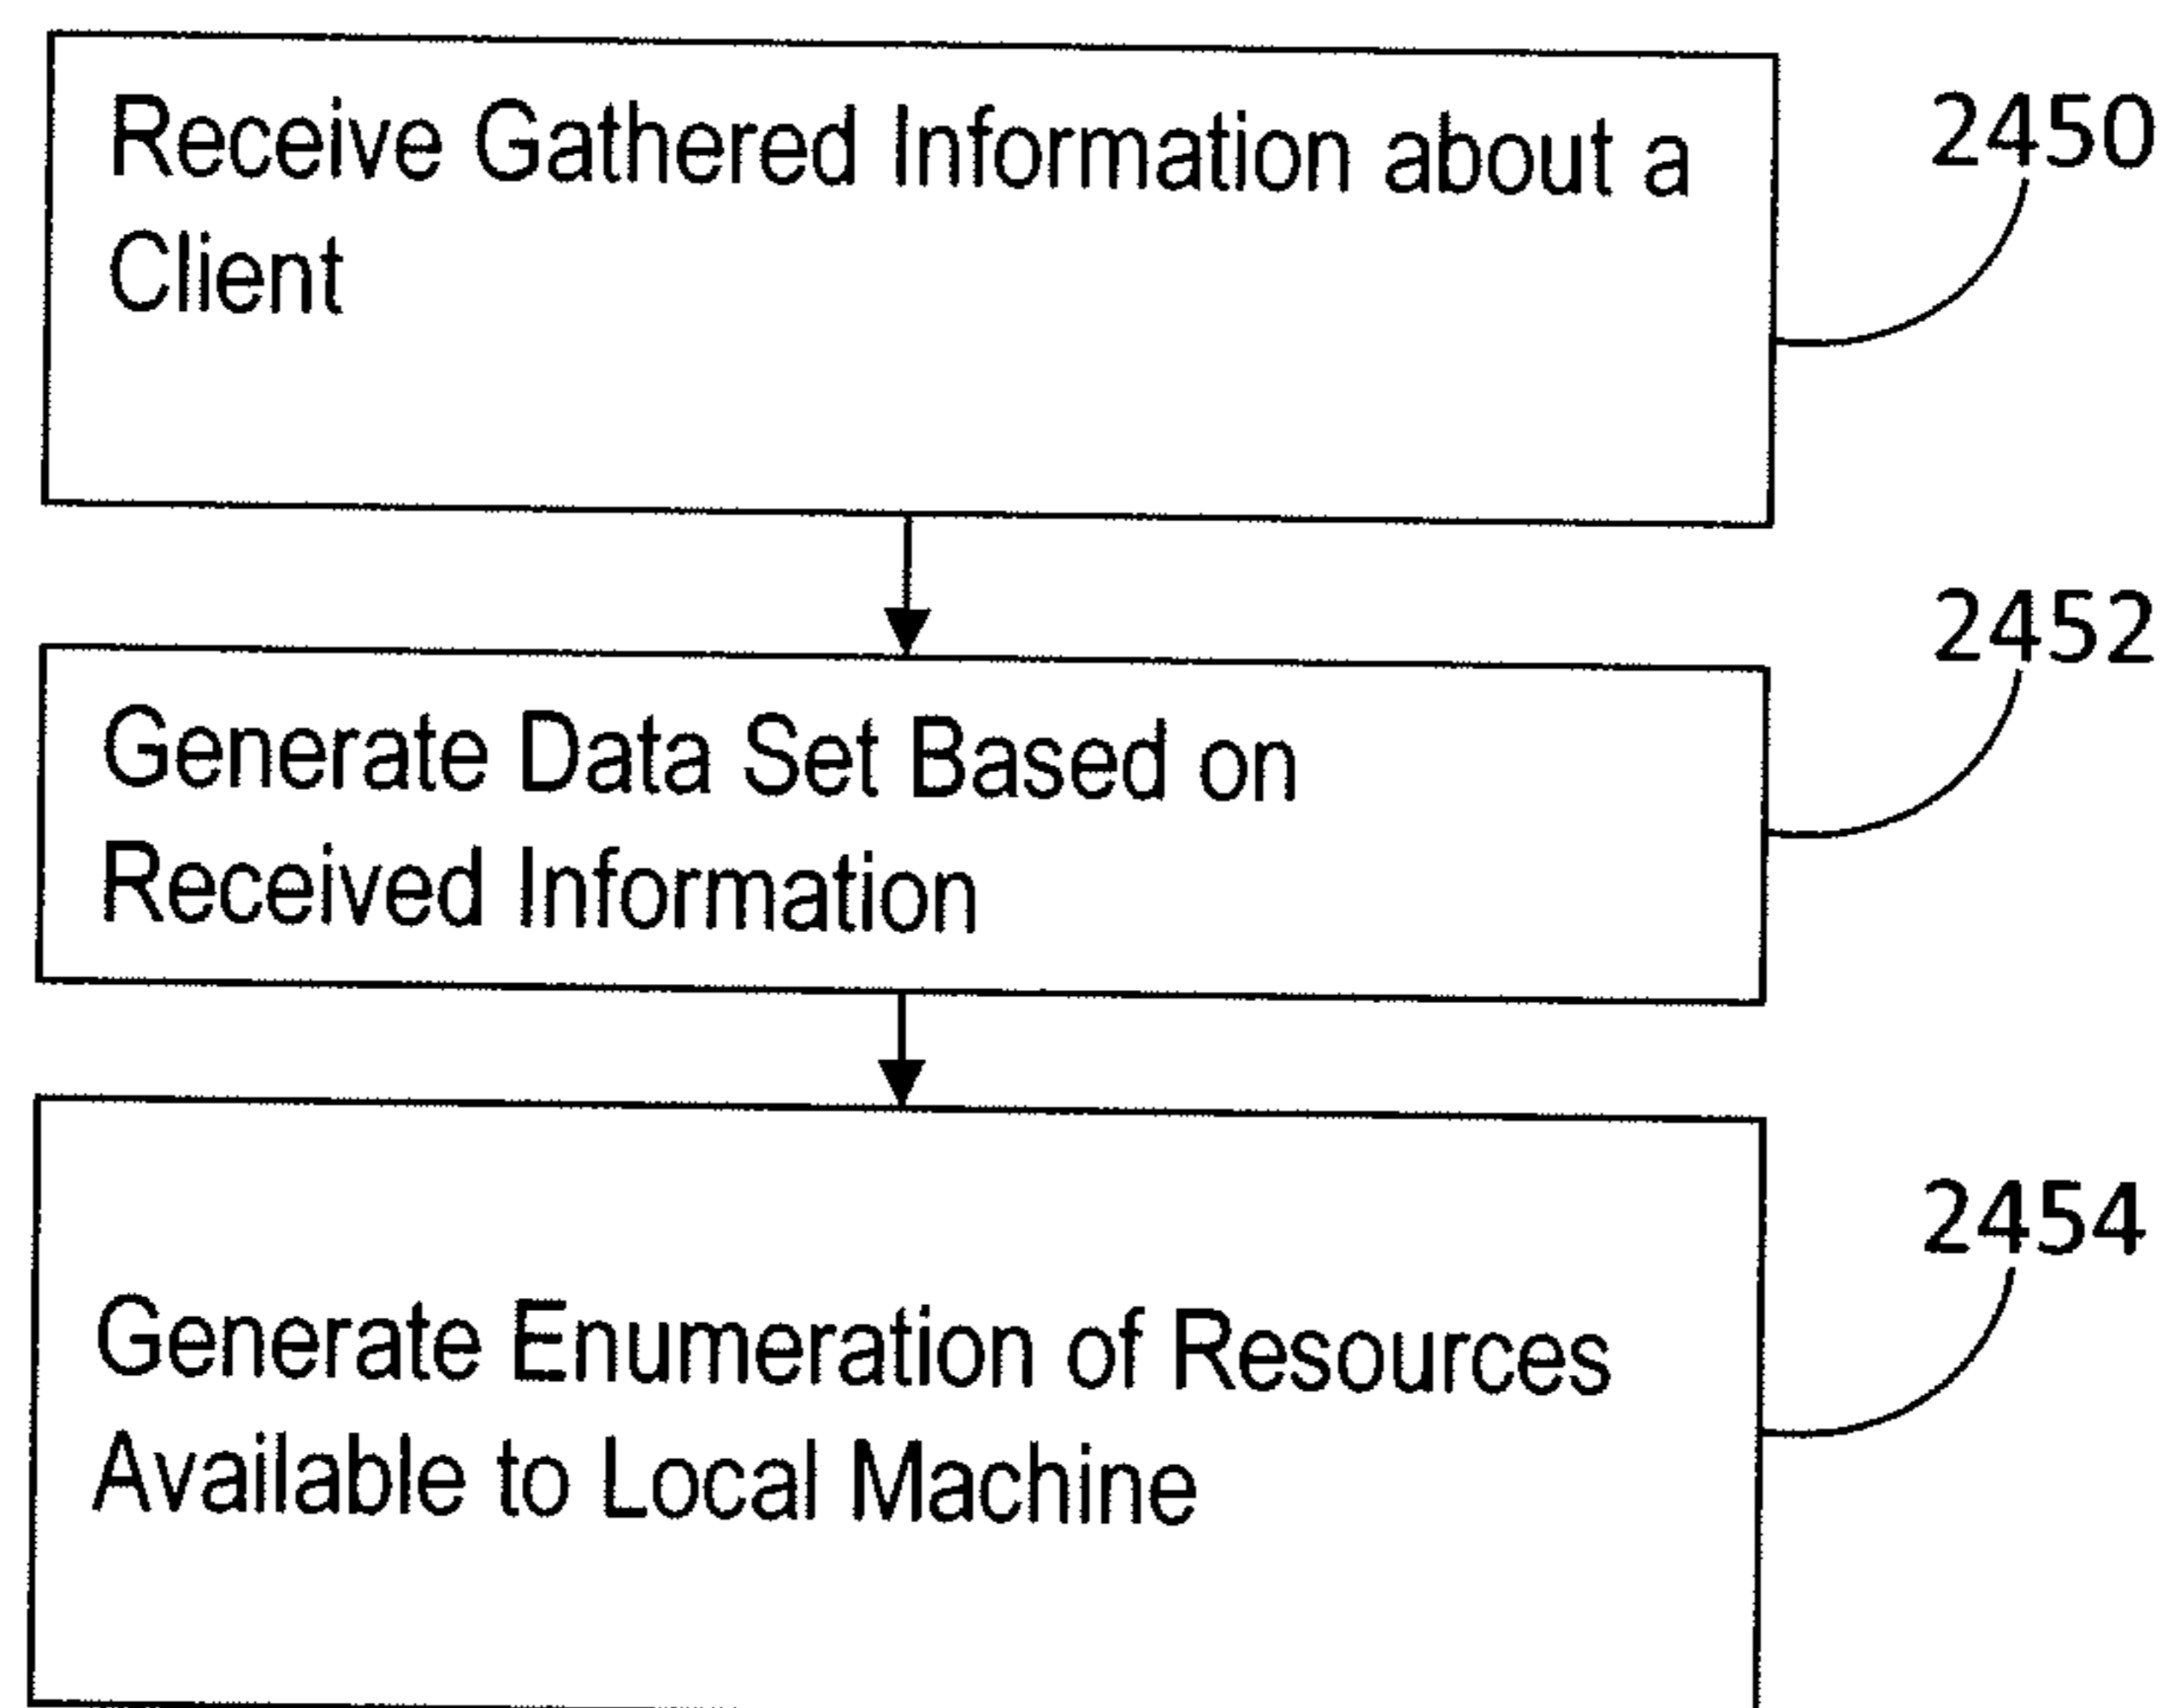 Receive Gathered Information about a
Client
2450
Generate Data Set Based on
Received Information
2452
Generate Enumeration of Resources
Available to Local Machine
2454